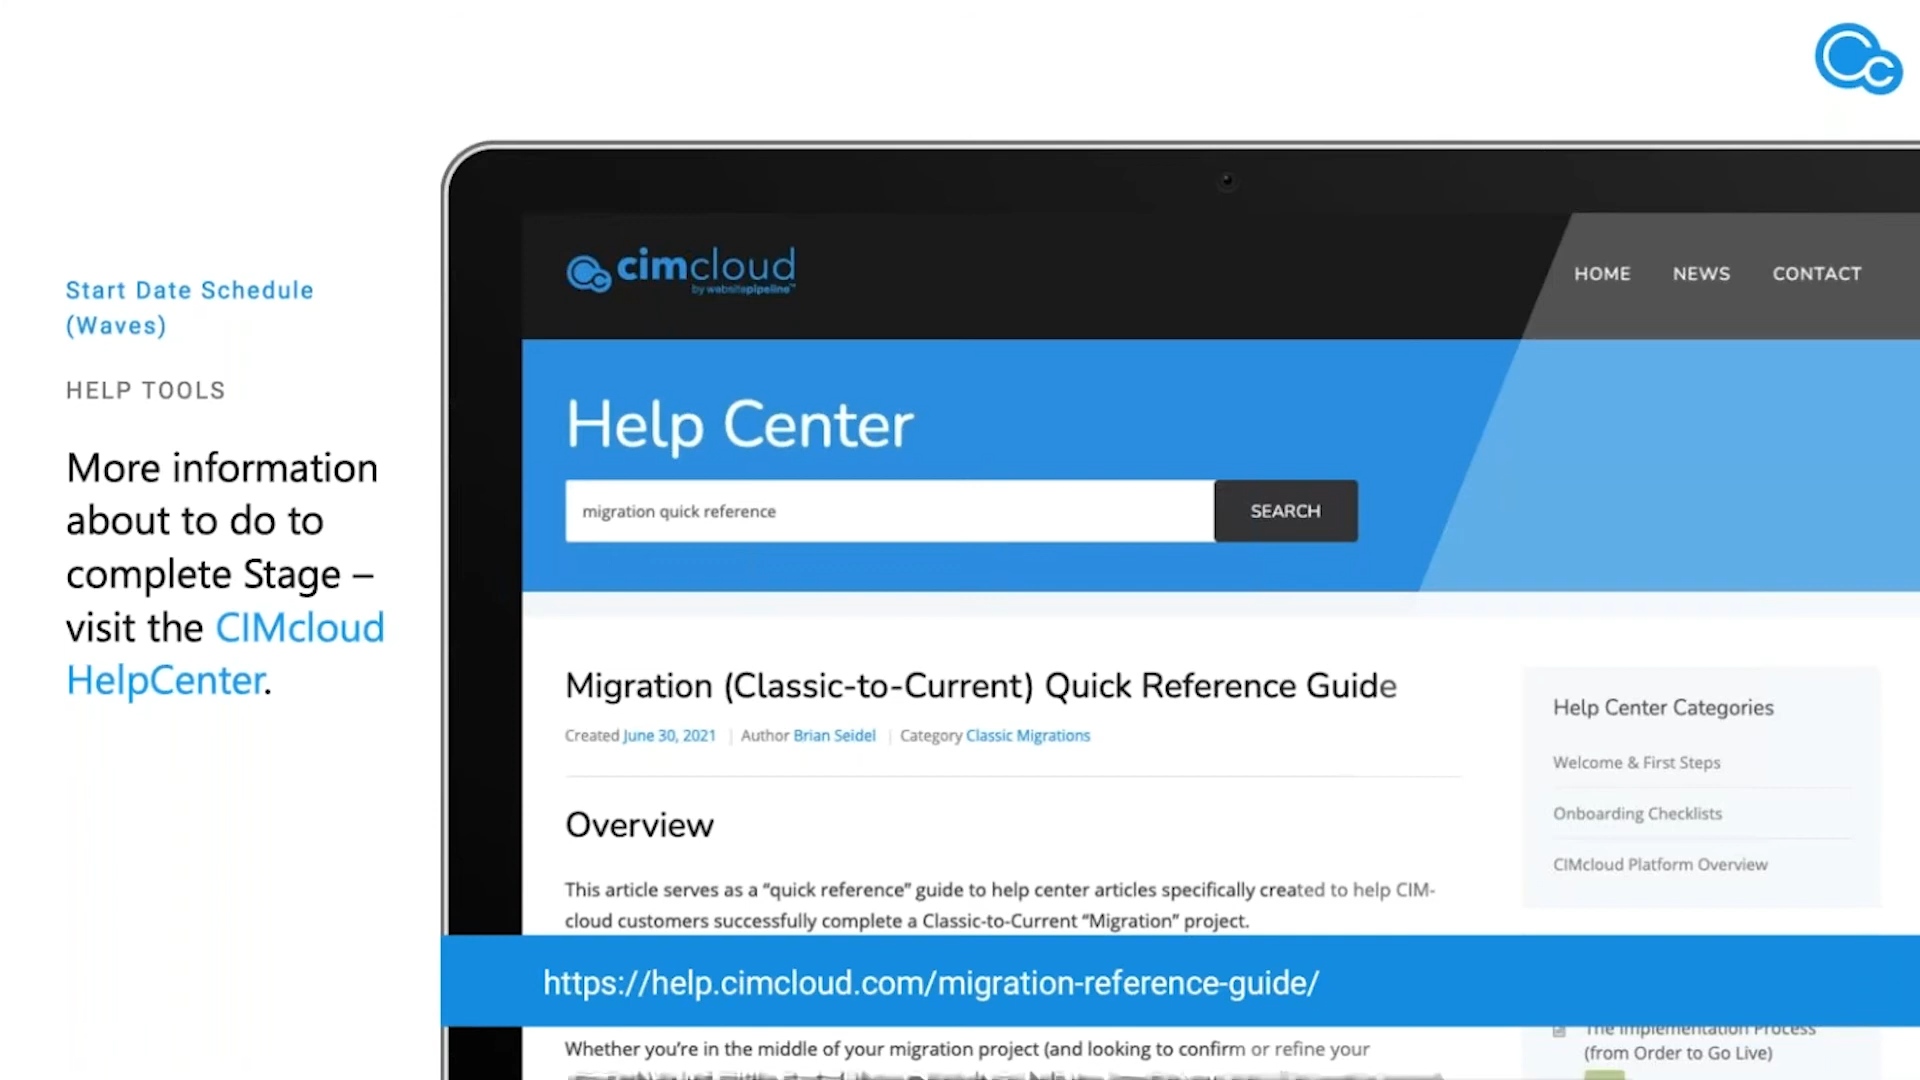 Start Date Schedule
(Waves)
HELP TOOLS
More information
about to do to
complete Stage –
visit the CIMcloud
HelpCenter.
cimcloud
by websitepipeline™
HOME
NEWS
CONTACT
Help Center
migration quick reference
SEARCH
Migration (Classic-to-Current) Quick Reference Guide
Created June 30, 2021 | Author Brian Seidel | Category Classic Migrations
Overview
This article serves as a “quick reference” guide to help center articles specifically created to help CIM-
cloud customers successfully complete a Classic-to-Current “Migration” project.
https://help.cimcloud.com/migration-reference-guide/
Whether you’re in the middle of your migration project (and looking to confirm or refine your
Help Center Categories
Welcome & First Steps
Onboarding Checklists
CIMcloud Platform Overview
The Implementation Process
(from Order to Go Live)